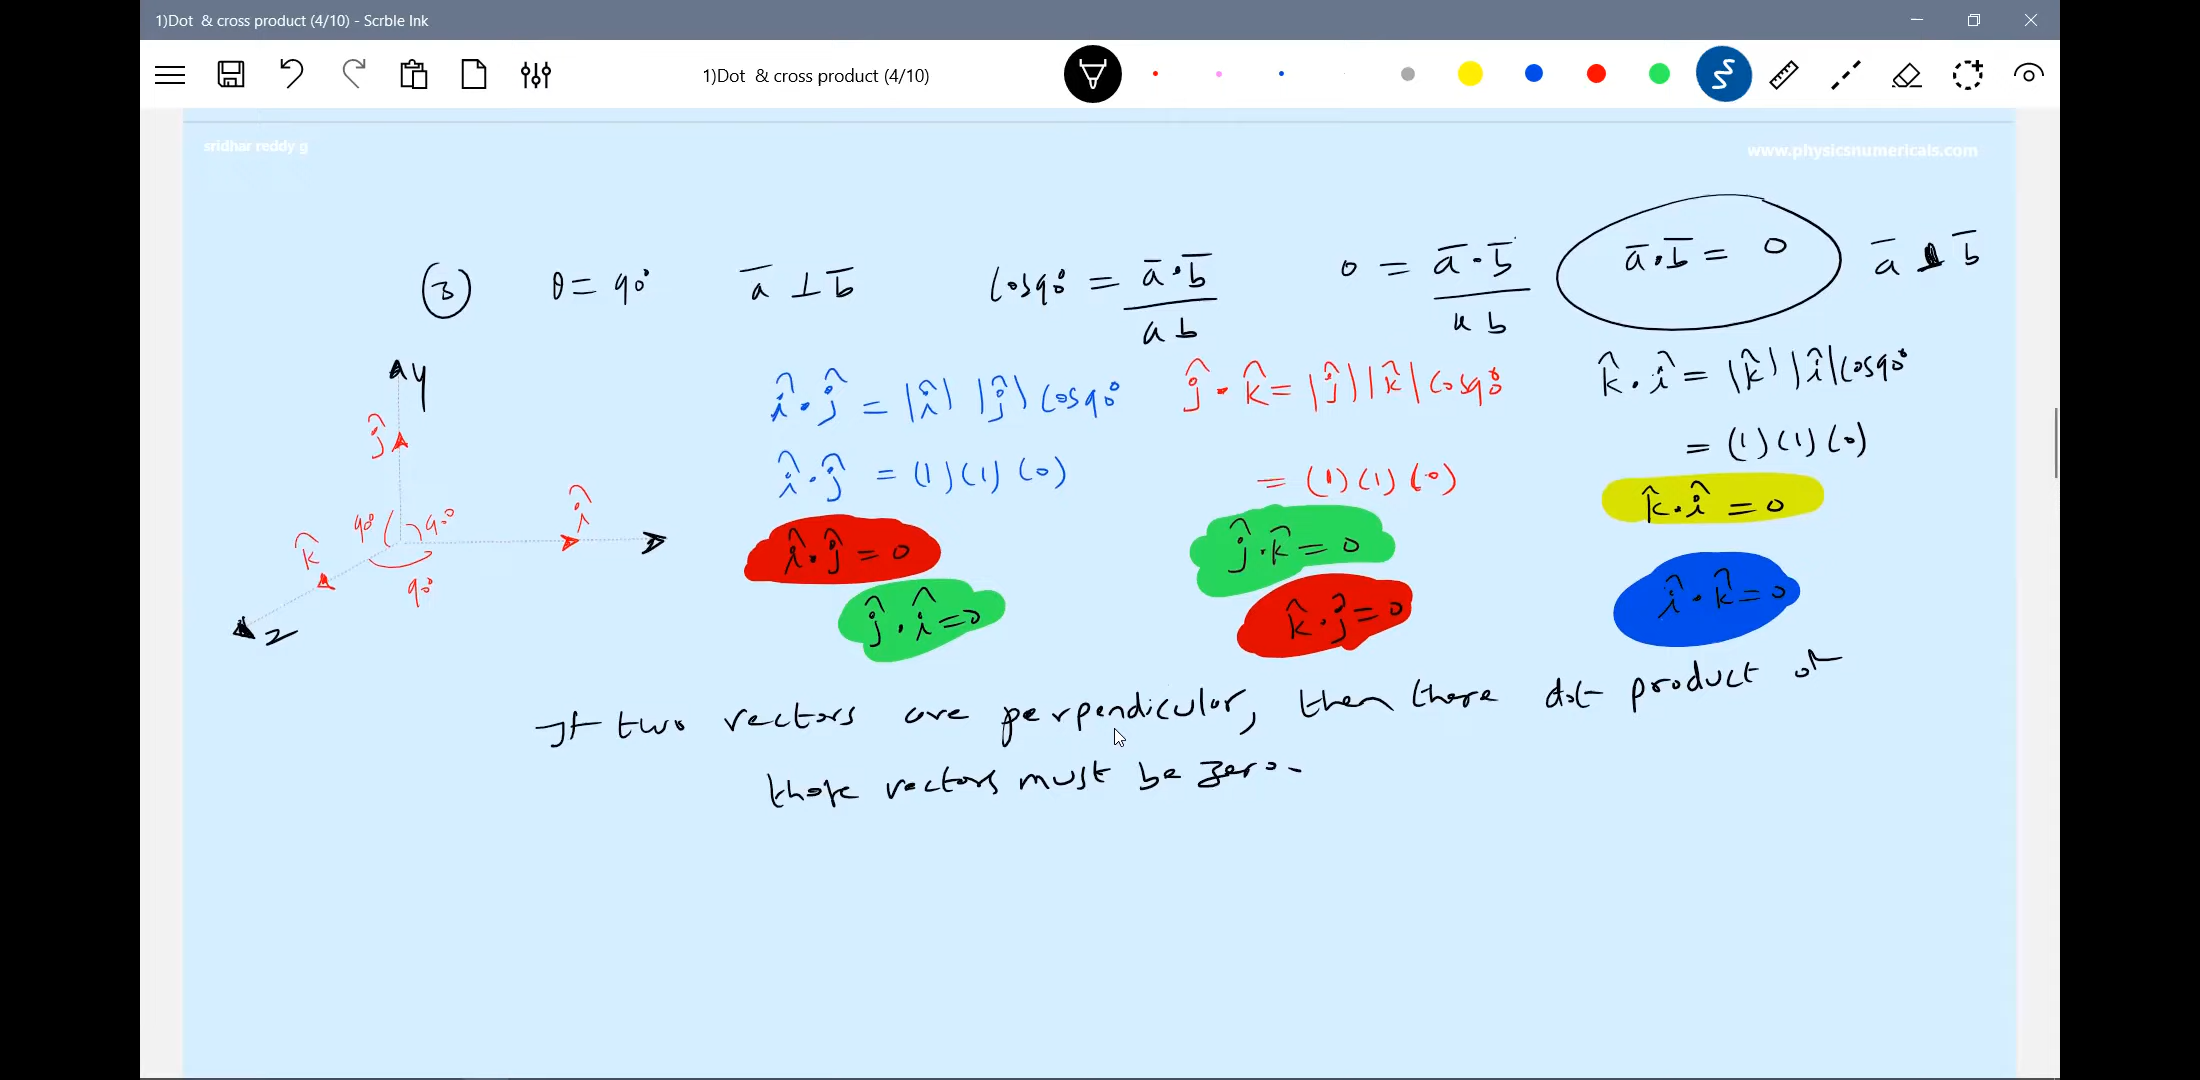 1)Dot & cross product (4/10) - Scrble Ink
1)Dot & cross product (4/10)
sridhar reddy g
www.physicsnumericals.com
③ θ = 90° a̅ ⊥ b̅ Cos90° = a̅·b̅ / ab 0 = a̅·b̅ / ab a̅·b̅ = 0 a̅ ⊥ b̅
y
ĵ
î
k̂
90° 90°
90°
z
î·ĵ = |î| |ĵ| Cos90°
î·ĵ = (1)(1)(0)
î·ĵ = 0
ĵ·î = 0
ĵ·k̂ = |ĵ||k̂| Cos90°
= (1)(1)(0)
ĵ·k̂ = 0
k̂·ĵ = 0
k̂·î = |k̂||î| Cos90°
= (1)(1)(0)
k̂·î = 0
î·k̂ = 0
If two vectors are perpendicular, then there dot product of
those vectors must be zero.